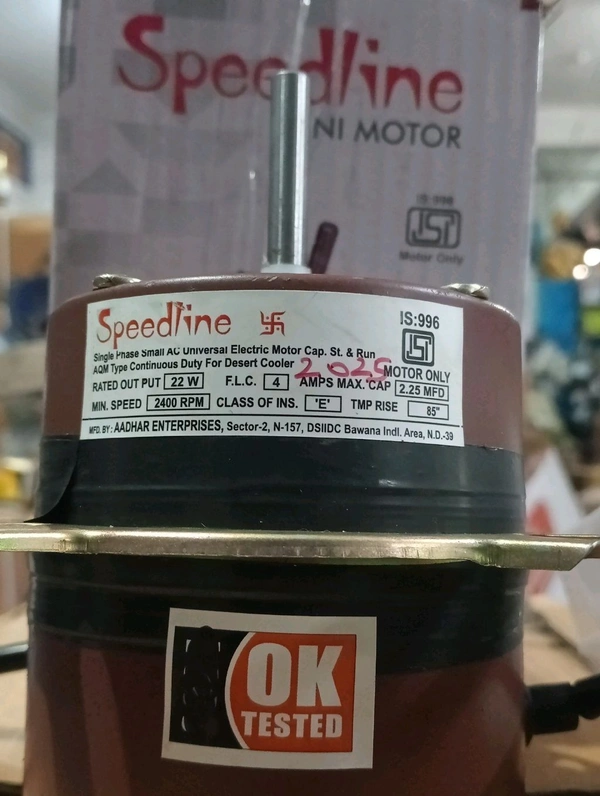 Speedline
NI MOTOR
IS:996
Motor Only
Speedline
IS:996
Single Phase Small AC Universal Electric Motor Cap. St. & Run
AQM Type Continuous Duty For Desert Cooler 2025 MOTOR ONLY
RATED OUT PUT 22 W F.L.C. 4 AMPS MAX. CAP 2.25 MFD
MIN. SPEED 2400 RPM CLASS OF INS. 'E' TMP RISE 85°
MFD. BY: AADHAR ENTERPRISES, Sector-2, N-157, DSIIDC Bawana Indl. Area, N.D.-39
OK
TESTED